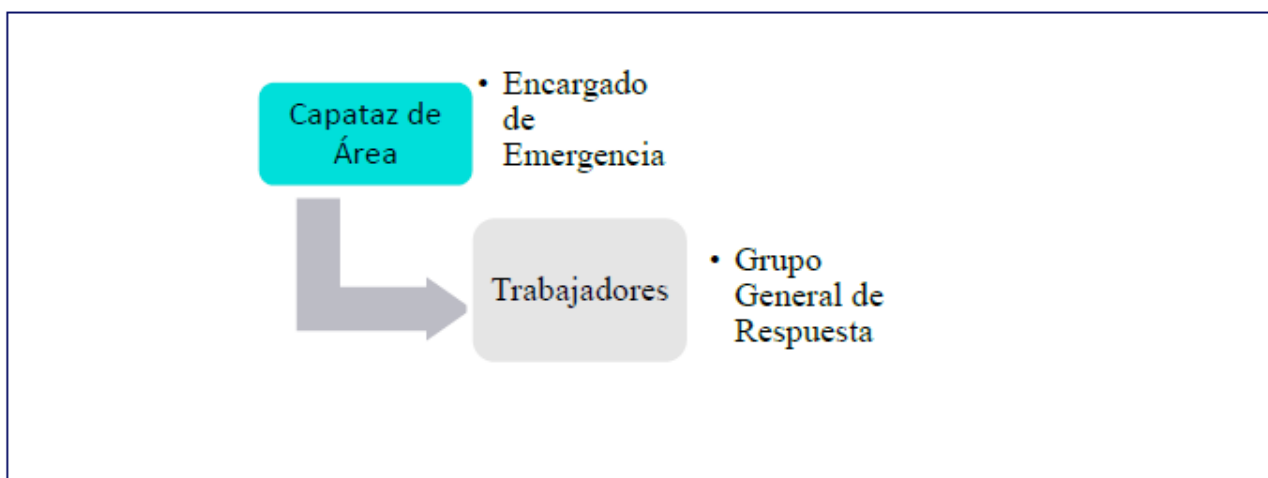 Capataz de
Área
• Encargado
de
Emergencia
Trabajadores
• Grupo
General de
Respuesta